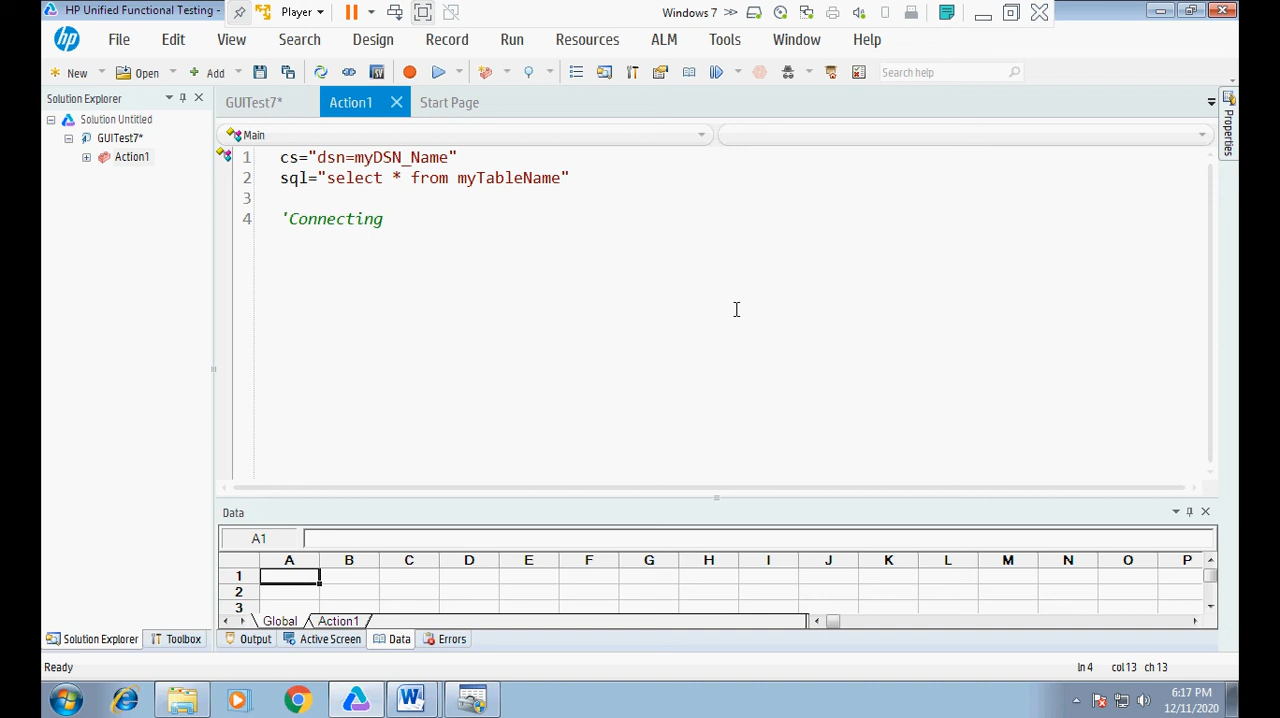 HP Unified Functional Testing -
Player
Windows 7
hp
File Edit View Search Design Record Run Resources ALM Tools Window Help
New Open Add Search help
Solution Explorer
GUITest7* Action1 Start Page
Properties
Solution Untitled
GUITest7*
Action1
Main
1 cs="dsn=myDSN_Name"
2 sql="select * from myTableName"
3
4 'Connecting
Data
A1
A B C D E F G H I J K L M N O P
1
2
3
Global Action1
Solution Explorer Toolbox Output Active Screen Data Errors
Ready ln 4 col 13 ch 13
6:17 PM
12/11/2020